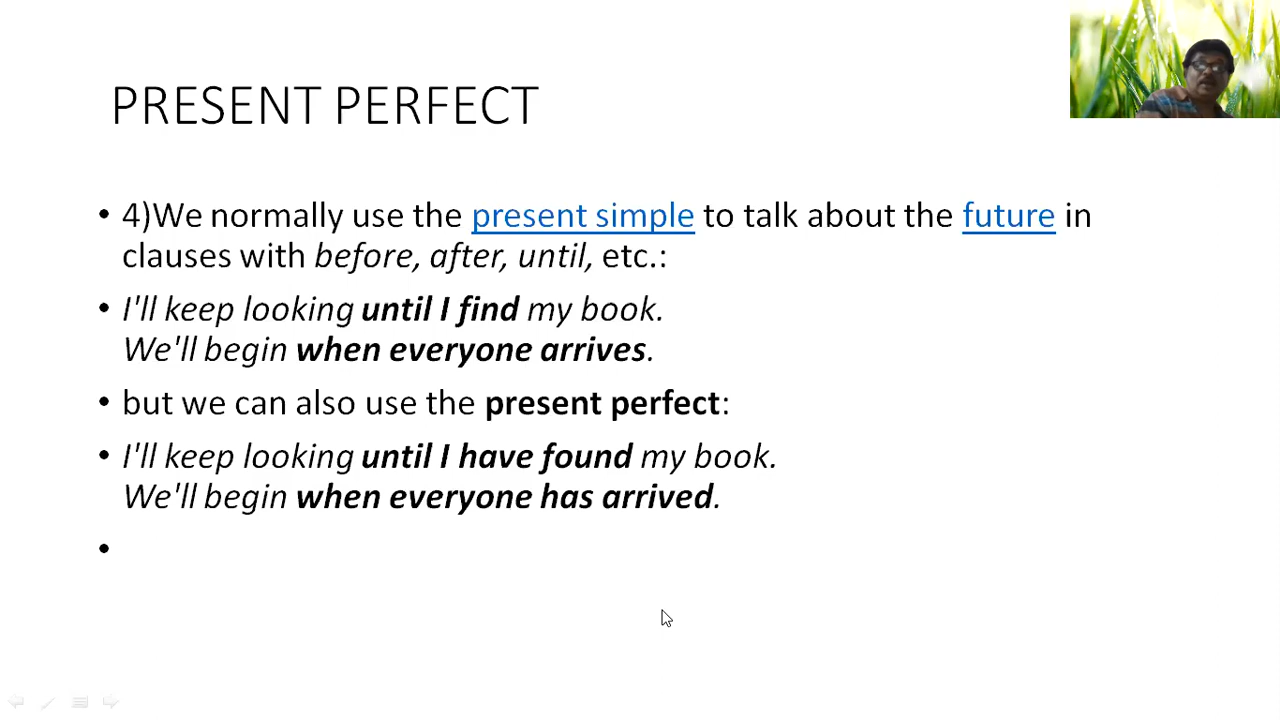 PRESENT PERFECT
• 4)We normally use the present simple to talk about the future in
clauses with before, after, until, etc.:
• I'll keep looking until I find my book.
We'll begin when everyone arrives.
• but we can also use the present perfect:
• I'll keep looking until I have found my book.
We'll begin when everyone has arrived.
•